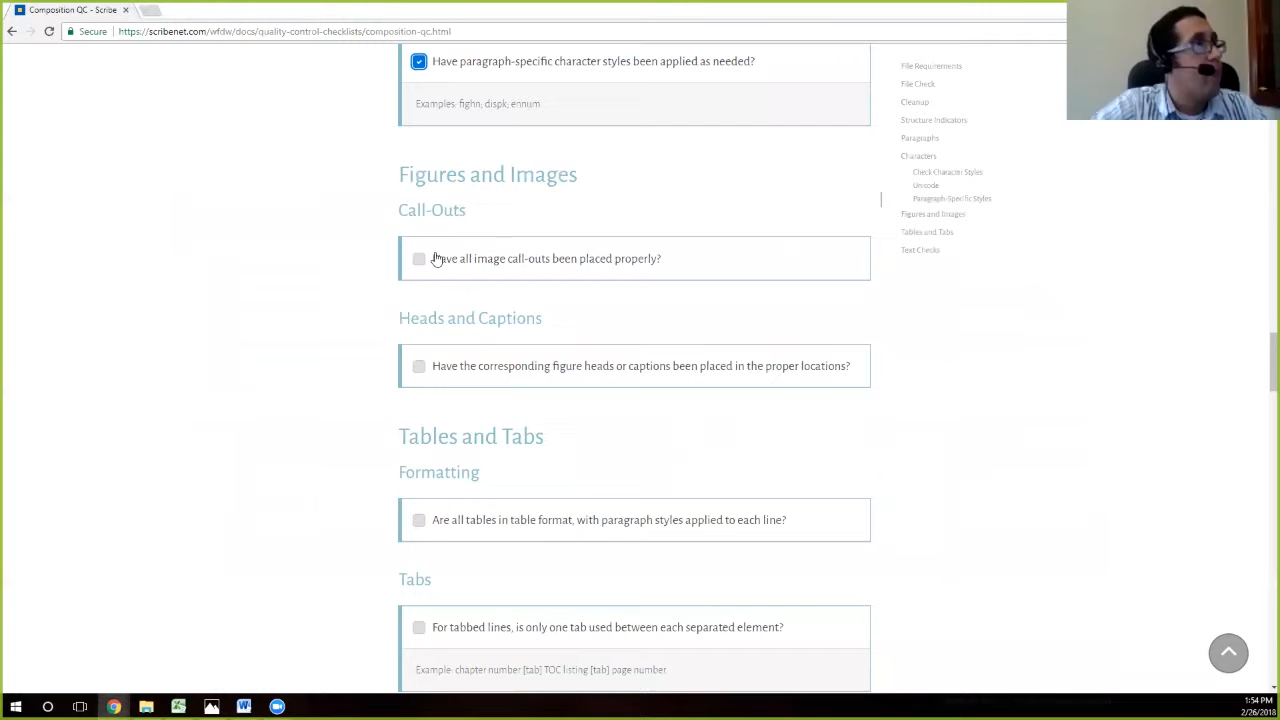 Composition QC - Scribe
Secure https://scribenet.com/wfdw/docs/quality-control-checklists/composition-qc.html
Have paragraph-specific character styles been applied as needed?
Examples: fighn; dispk; ennum.
File Requirements
File Check
Cleanup
Structure Indicators
Paragraphs
Characters
Check Character Styles
Unicode
Paragraph-Specific Styles
Figures and Images
Tables and Tabs
Text Checks
Figures and Images
Call-Outs
all image call-outs been placed properly?
Heads and Captions
Have the corresponding figure heads or captions been placed in the proper locations?
Tables and Tabs
Formatting
Are all tables in table format, with paragraph styles applied to each line?
Tabs
For tabbed lines, is only one tab used between each separated element?
Example: chapter number [tab] TOC listing [tab] page number
1:54 PM
2/26/2018